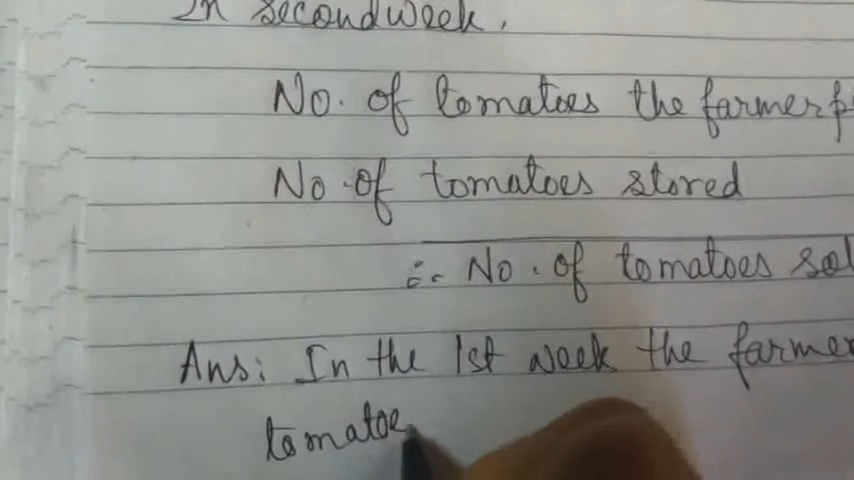 In second week,
No. of tomatoes the farmer
No. of tomatoes stored
∴ No. of tomatoes
Ans: In the 1st week the farmer
tomatoe